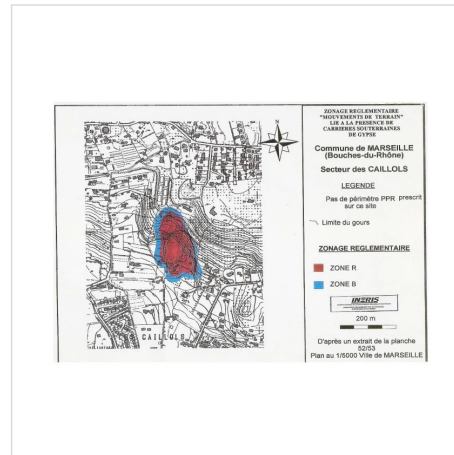 ZONAGE REGLEMENTAIRE
"MOUVEMENTS DE TERRAIN"
LIE A LA PRESENCE DE
CARRIERES SOUTERRAINES
DE GYPSE
Commune de MARSEILLE
(Bouches-du-Rhône)
Secteur des CAILLOLS
LEGENDE
Pas de périmètre PPR prescrit
sur ce site
Limite du gours
ZONAGE REGLEMENTAIRE
ZONE R
ZONE B
INERIS
200 m
D'après un extrait de la planche
52/53
Plan au 1/5000 Ville de MARSEILLE
N
CAILLOLS